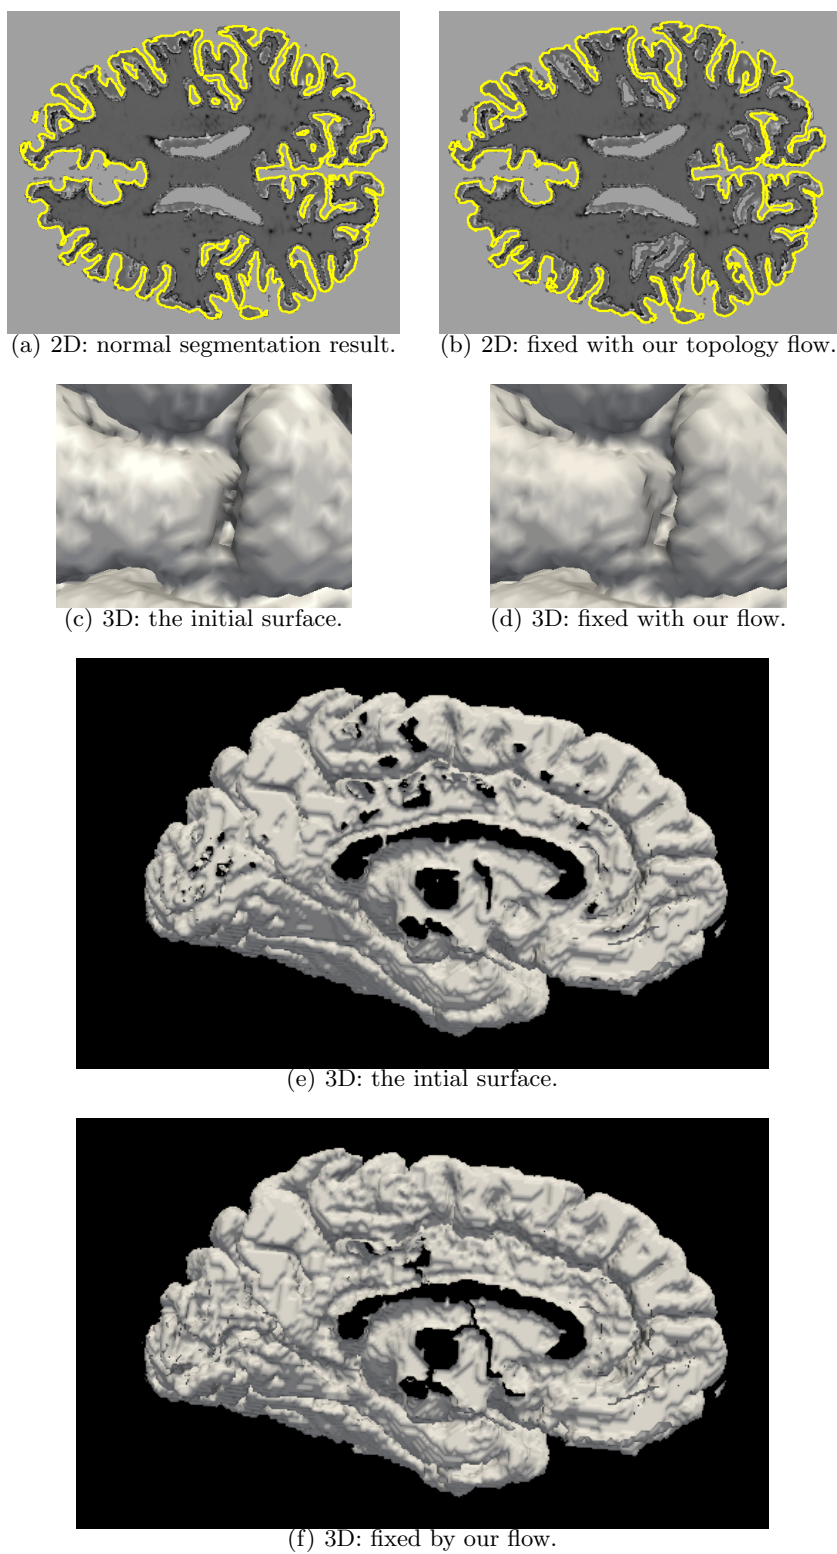 (a) 2D: normal segmentation result.
(b) 2D: fixed with our topology flow.
(c) 3D: the initial surface.
(d) 3D: fixed with our flow.
(e) 3D: the intial surface.
(f) 3D: fixed by our flow.